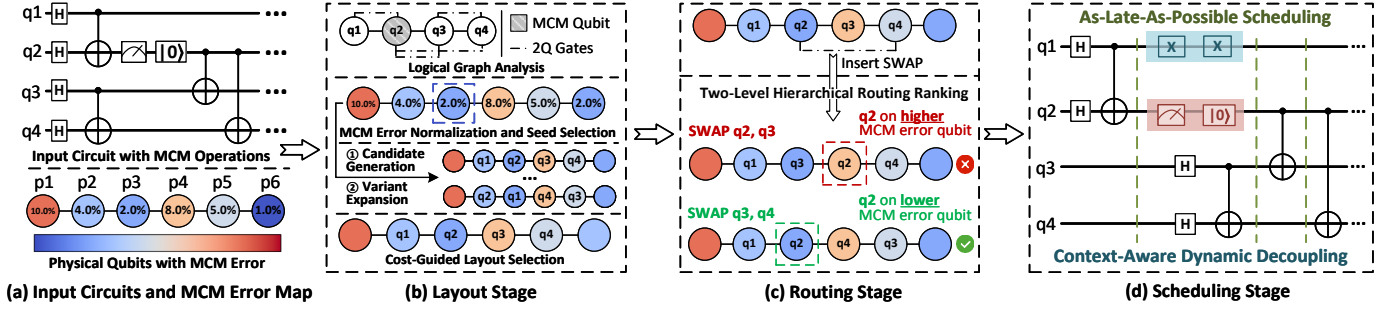 q1 H
q2 H |0⟩
q3 H
q4 H
Input Circuit with MCM Operations
p1 p2 p3 p4 p5 p6
10.0% 4.0% 2.0% 8.0% 5.0% 1.0%
Physical Qubits with MCM Error
(a) Input Circuits and MCM Error Map
q1 q2 q3 q4
MCM Qubit
2Q Gates
Logical Graph Analysis
10.0% 4.0% 2.0% 8.0% 5.0% 2.0%
MCM Error Normalization and Seed Selection
① Candidate
Generation
q1 q2 q3 q4
...
② Variant
Expansion
q2 q1 q4 q3
q1 q2 q3 q4
Cost-Guided Layout Selection
(b) Layout Stage
q1 q2 q3 q4
Insert SWAP
Two-Level Hierarchical Routing Ranking
SWAP q2, q3
q2 on higher
MCM error qubit
q1 q3 q2 q4
SWAP q3, q4
q2 on lower
MCM error qubit
q1 q2 q4 q3
(c) Routing Stage
As-Late-As-Possible Scheduling
q1 H X X
q2 H |0⟩
q3 H
q4 H
Context-Aware Dynamic Decoupling
(d) Scheduling Stage